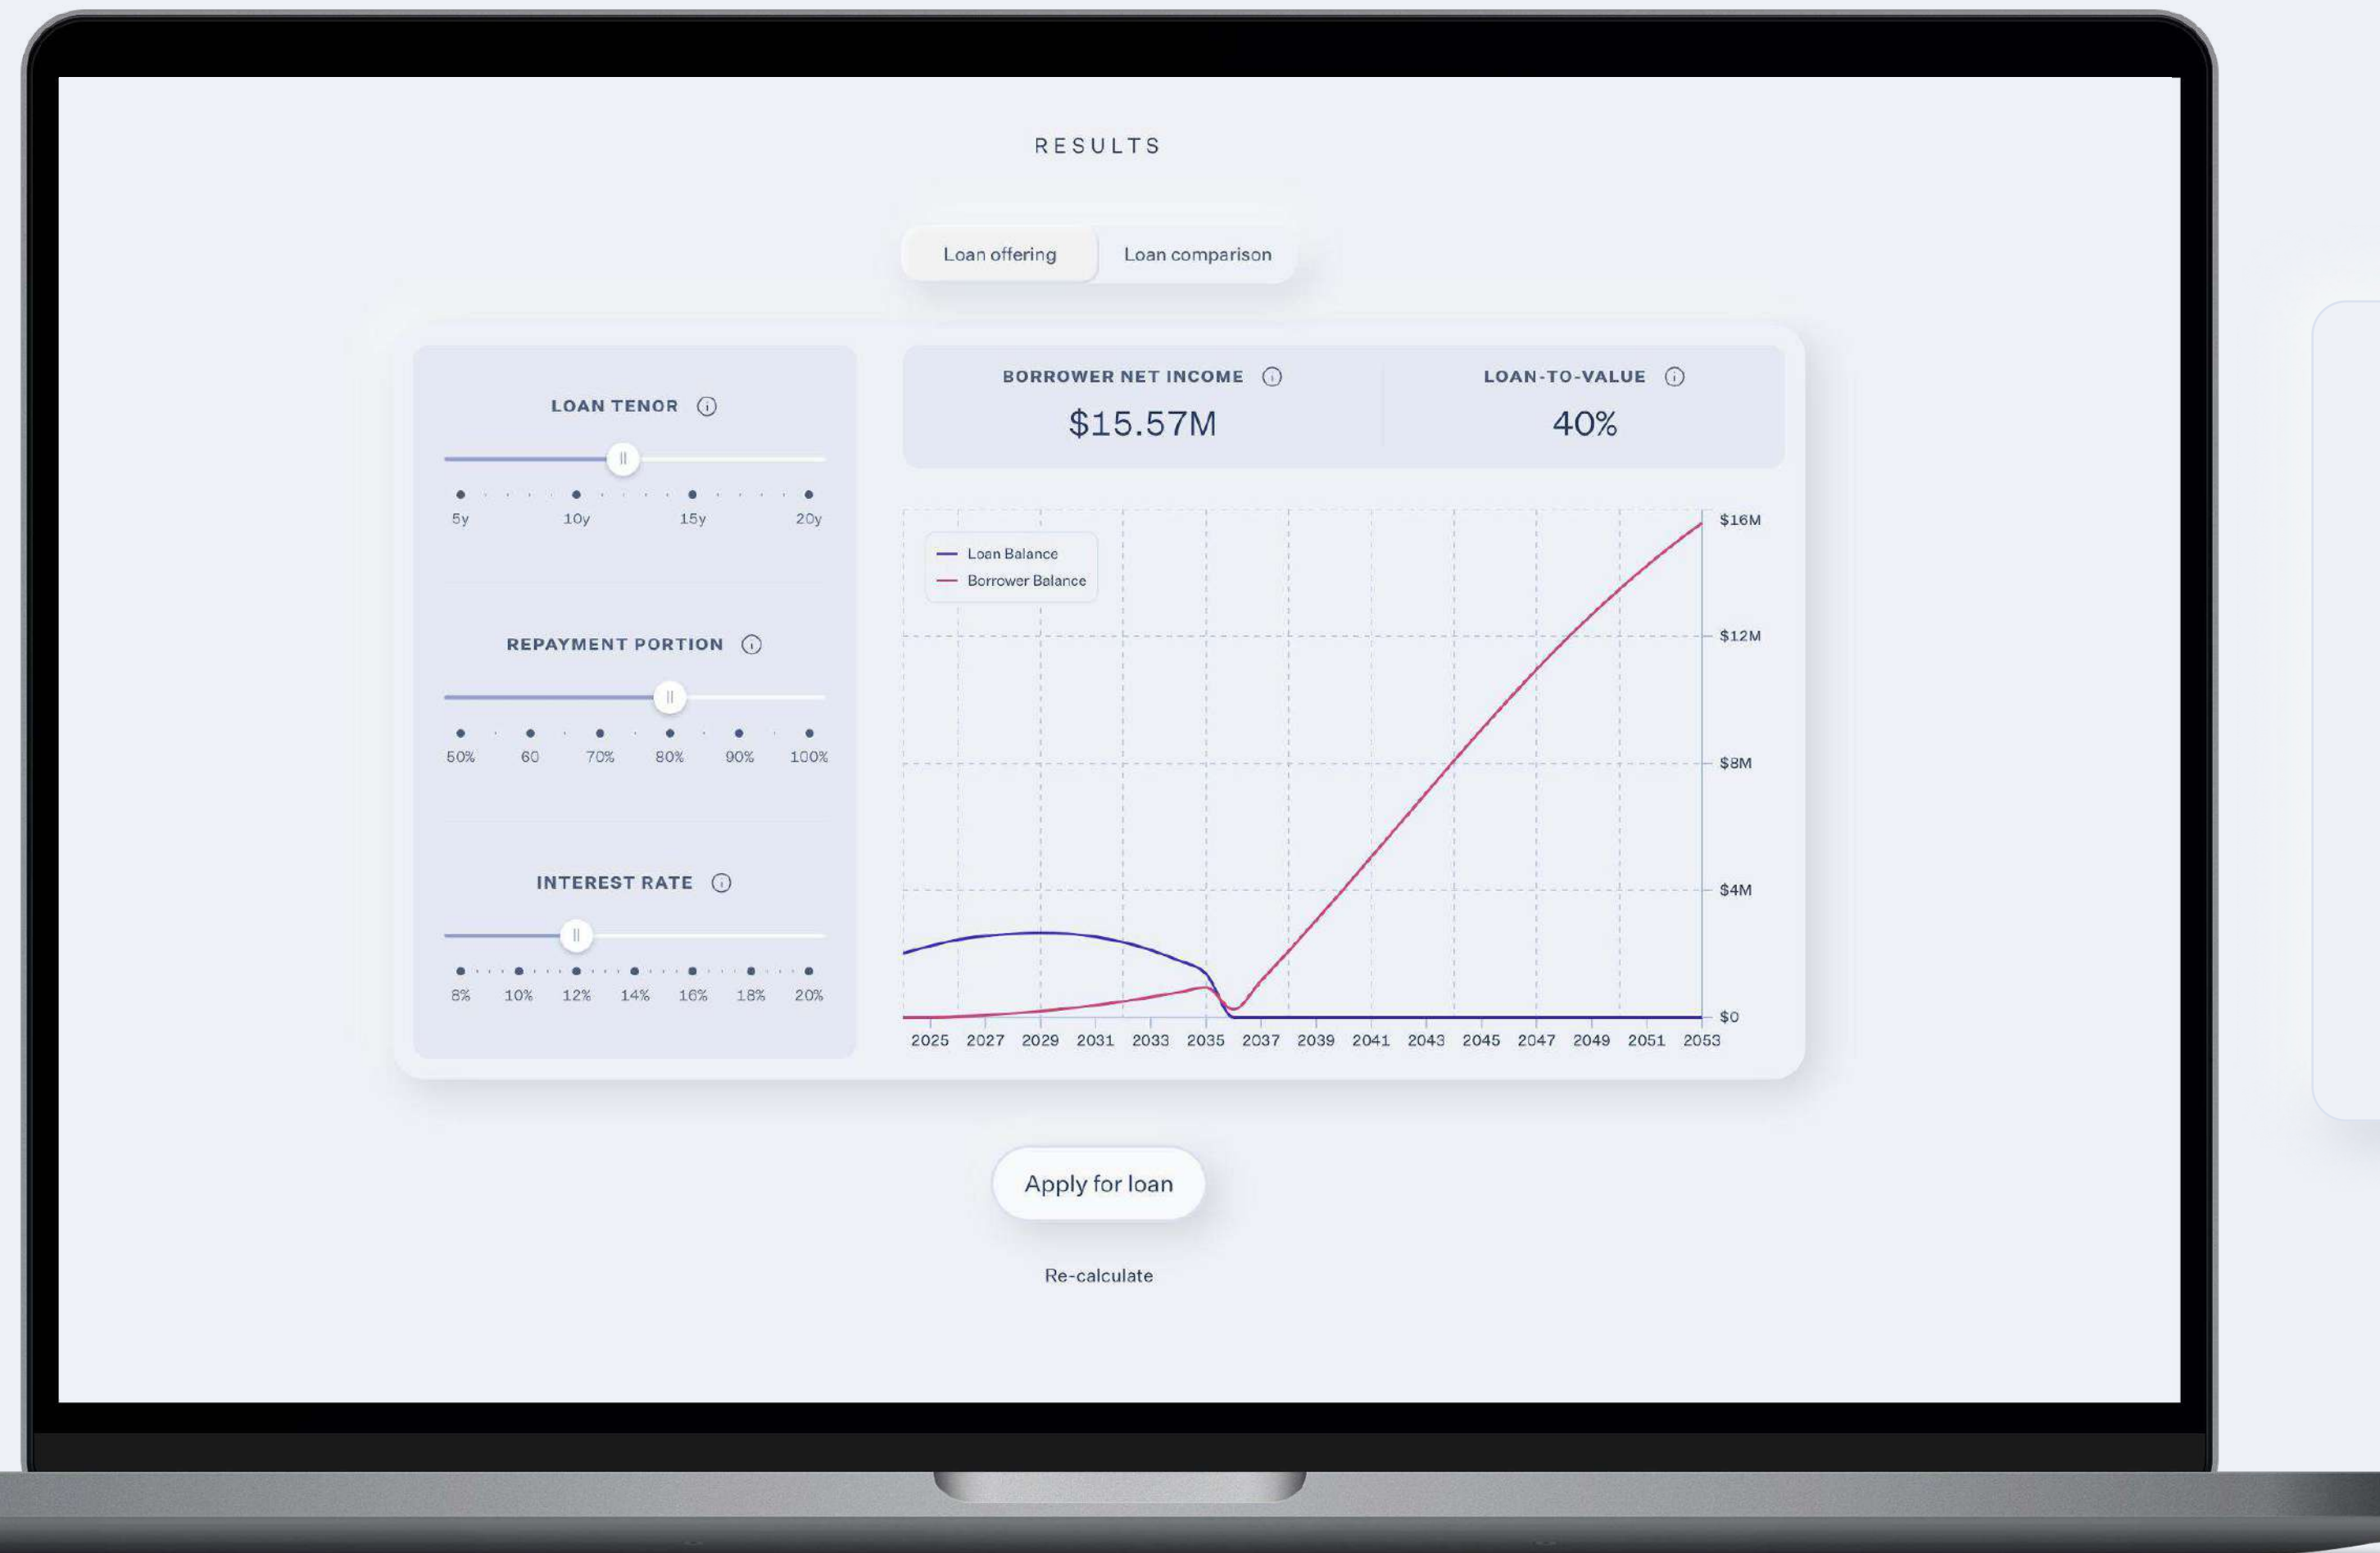 RESULTS
Loan offering
Loan comparison
LOAN TENOR
5y 10y 15y 20y
REPAYMENT PORTION
50% 60 70% 80% 90% 100%
INTEREST RATE
8% 10% 12% 14% 16% 18% 20%
BORROWER NET INCOME
$15.57M
LOAN-TO-VALUE
40%
Loan Balance
Borrower Balance
$16M
$12M
$8M
$4M
$0
2025 2027 2029 2031 2033 2035 2037 2039 2041 2043 2045 2047 2049 2051 2053
Apply for loan
Re-calculate